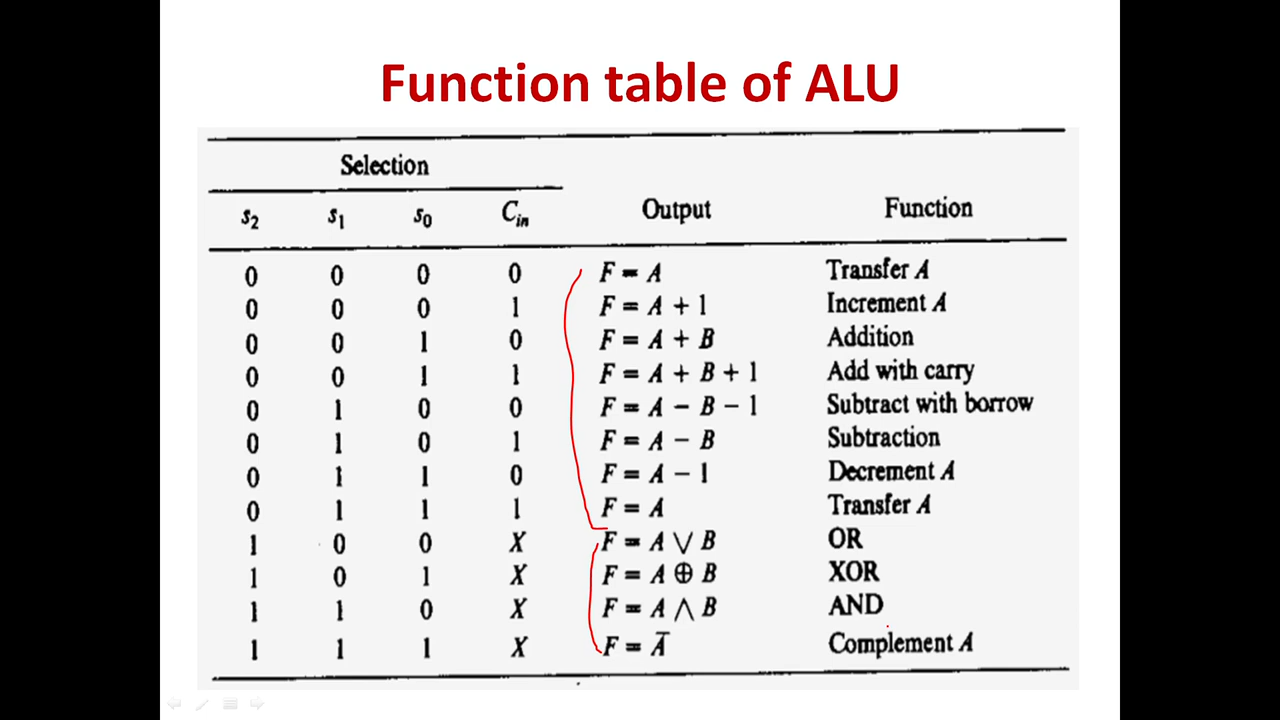 Function table of ALU
Selection
s₂ s₁ s₀ Cᵢₙ Output Function
0 0 0 0 F = A Transfer A
0 0 0 1 F = A + 1 Increment A
0 0 1 0 F = A + B Addition
0 0 1 1 F = A + B + 1 Add with carry
0 1 0 0 F = A − B − 1 Subtract with borrow
0 1 0 1 F = A − B Subtraction
0 1 1 0 F = A − 1 Decrement A
0 1 1 1 F = A Transfer A
1 0 0 X F = A ∨ B OR
1 0 1 X F = A ⊕ B XOR
1 1 0 X F = A ∧ B AND
1 1 1 X F = A̅ Complement A